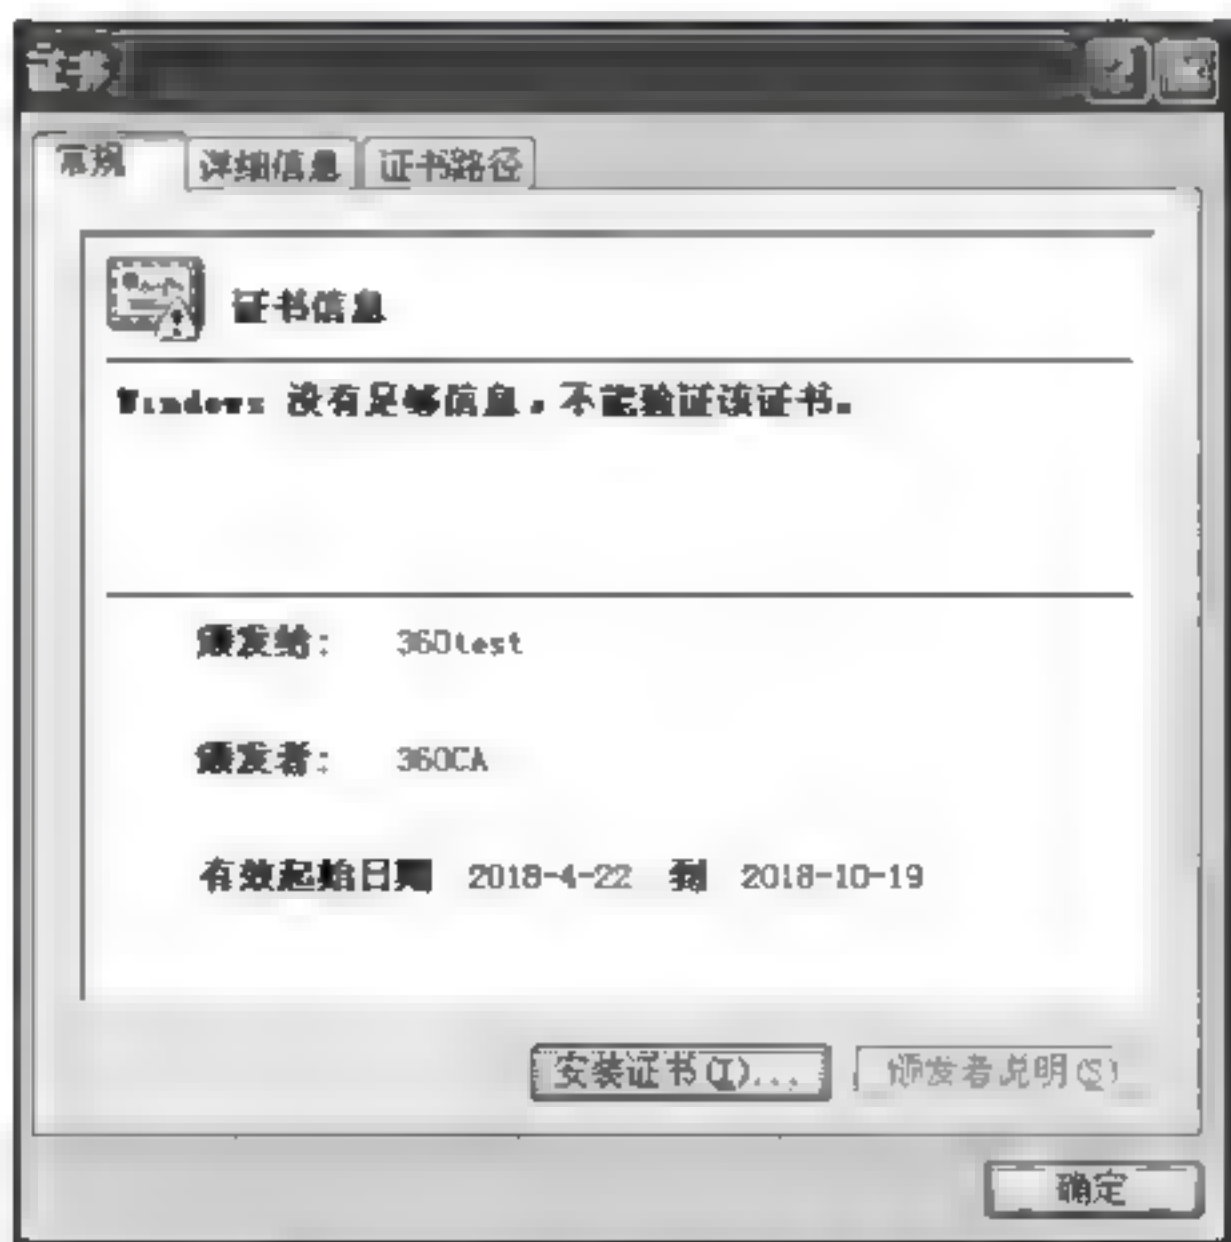 证书
常规 详细信息 证书路径
证书信息
Windows 没有足够信息，不能验证该证书。
颁发给： 360test
颁发者： 360CA
有效起始日期 2018-4-22 到 2018-10-19
安装证书(I)... 颁发者说明(S)
确定